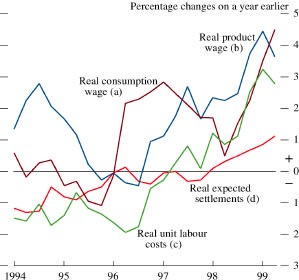 Percentage changes on a year earlier
5
Real product
wage (b)
4
Real consumption
wage (a)
3
2
1
+
0
−
1
Real expected
settlements (d)
Real unit labour
costs (c)
2
3
1994 95 96 97 98 99